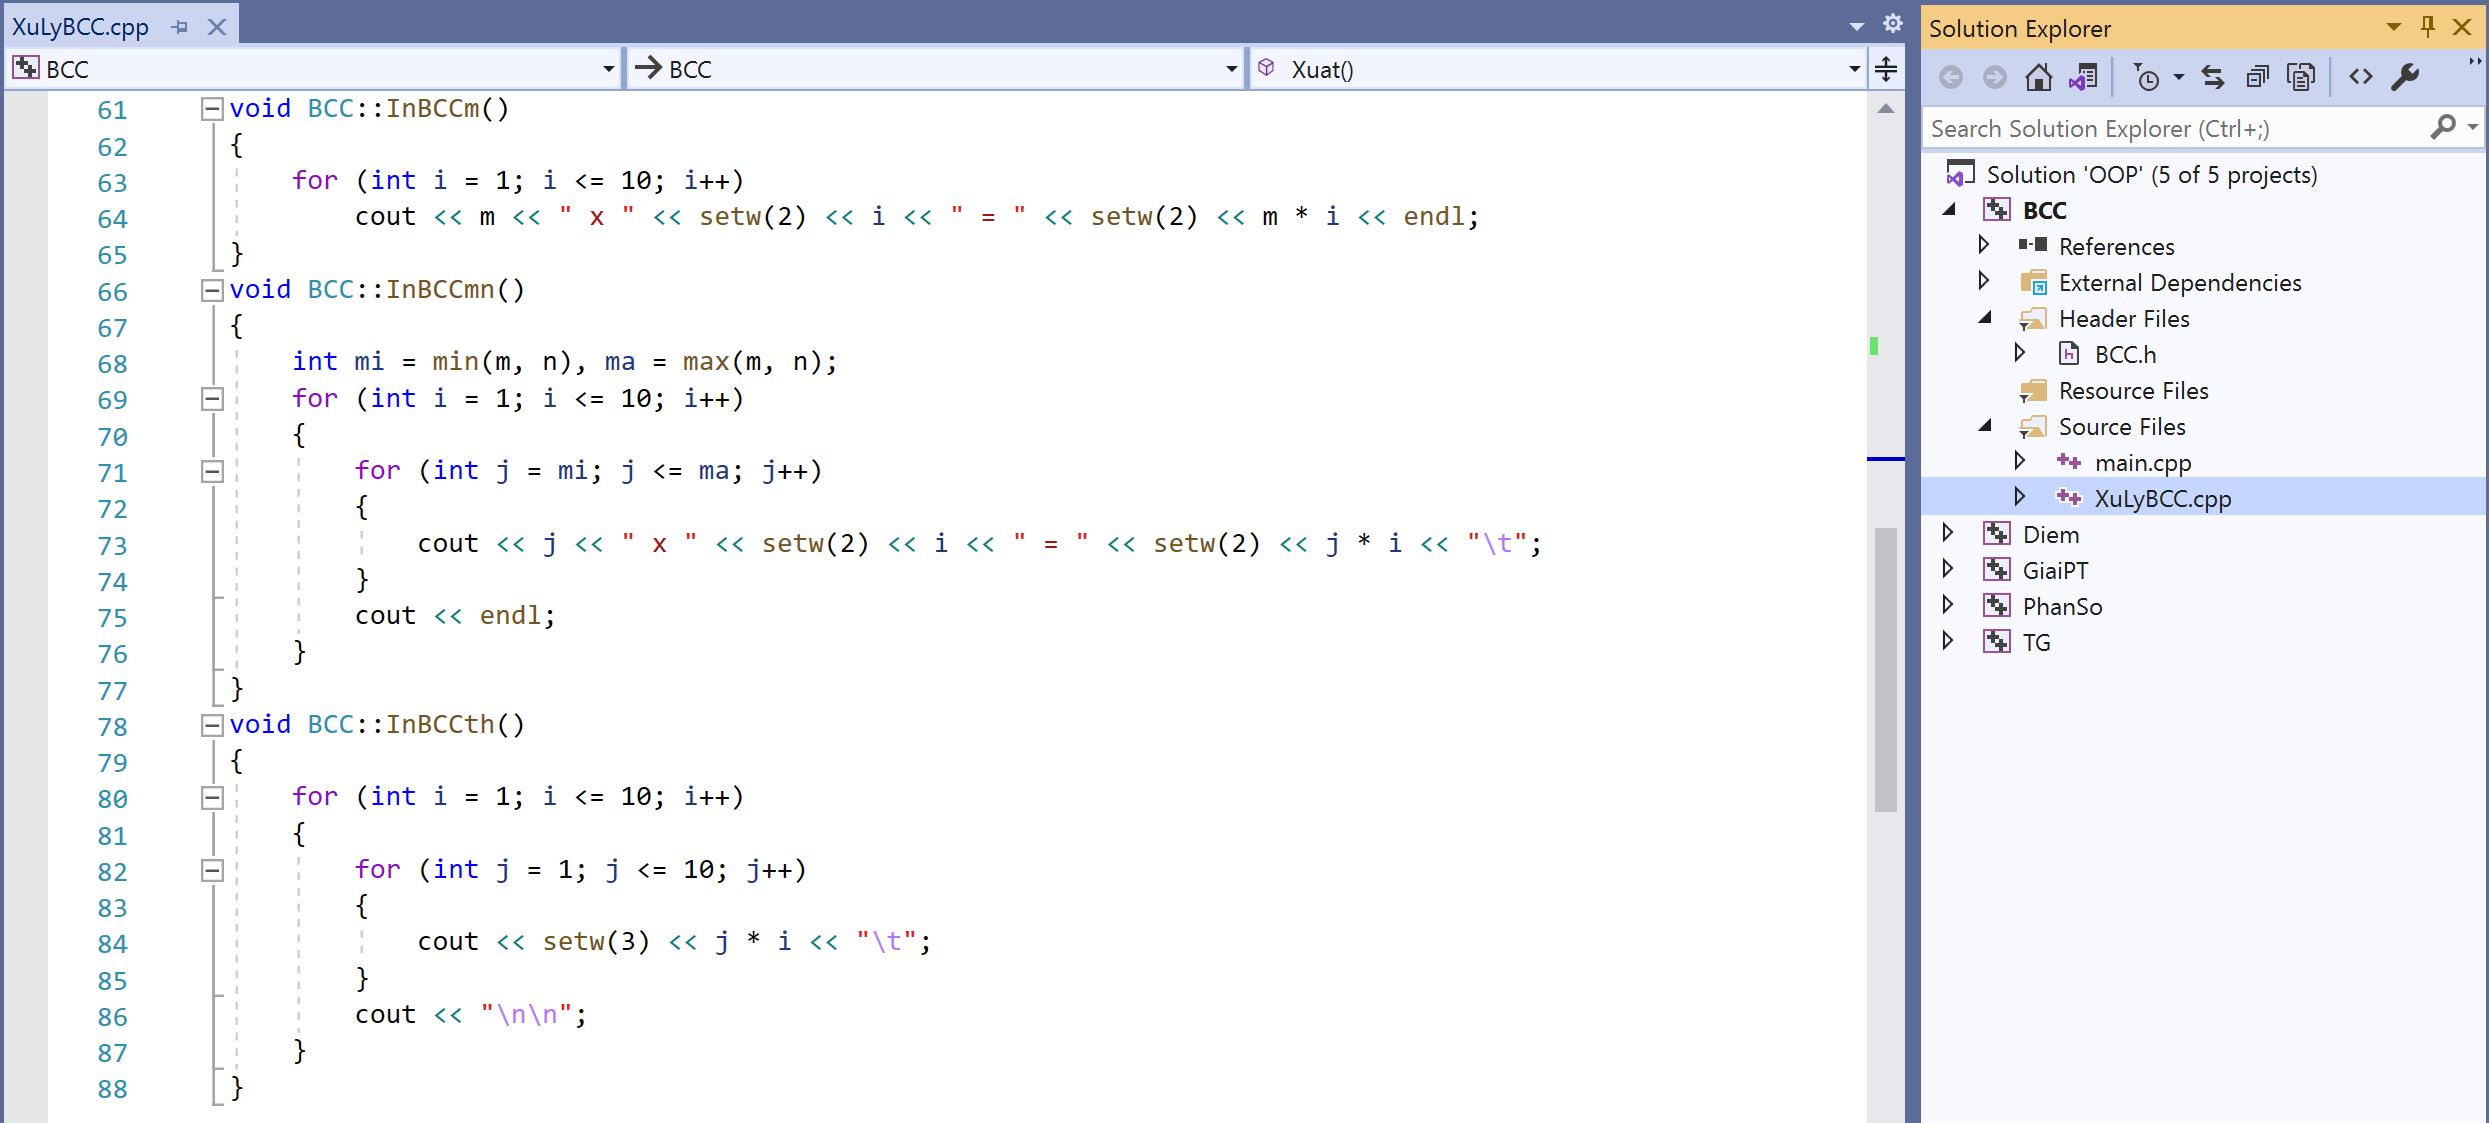 XuLyBCC.cpp
BCC
BCC
Xuat()
61 void BCC::InBCCm()
62 {
63 for (int i = 1; i <= 10; i++)
64 cout << m << " x " << setw(2) << i << " = " << setw(2) << m * i << endl;
65 }
66 void BCC::InBCCmn()
67 {
68 int mi = min(m, n), ma = max(m, n);
69 for (int i = 1; i <= 10; i++)
70 {
71 for (int j = mi; j <= ma; j++)
72 {
73 cout << j << " x " << setw(2) << i << " = " << setw(2) << j * i << "\t";
74 }
75 cout << endl;
76 }
77 }
78 void BCC::InBCCth()
79 {
80 for (int i = 1; i <= 10; i++)
81 {
82 for (int j = 1; j <= 10; j++)
83 {
84 cout << setw(3) << j * i << "\t";
85 }
86 cout << "\n\n";
87 }
88 }
Solution Explorer
Search Solution Explorer (Ctrl+;)
Solution 'OOP' (5 of 5 projects)
BCC
References
External Dependencies
Header Files
BCC.h
Resource Files
Source Files
main.cpp
XuLyBCC.cpp
Diem
GiaiPT
PhanSo
TG